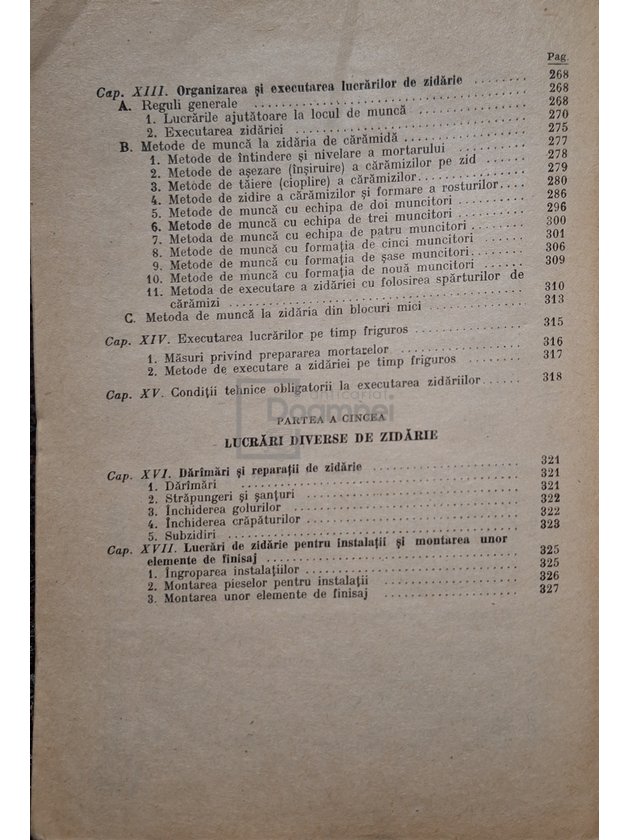 Pag.
Cap. XIII. Organizarea și executarea lucrărilor de zidărie ........ 268
A. Reguli generale ........ 268
1. Lucrările ajutătoare la locul de muncă ........ 268
2. Executarea zidăriei ........ 270
B. Metode de muncă la zidăria de cărămidă ........ 275
1. Metode de întindere și nivelare a mortarului ........ 277
2. Metode de așezare (înșiruire) a cărămizilor pe zid ........ 278
3. Metode de tăiere (cioplire) a cărămizilor ........ 279
4. Metode de zidire a cărămizilor și formare a rosturilor .... 280
5. Metode de muncă cu echipa de doi muncitori ........ 286
6. Metode de muncă cu echipa de trei muncitori ........ 296
7. Metoda de muncă cu echipa de patru muncitori ........ 300
8. Metode de muncă cu formația de cinci muncitori ........ 301
9. Metode de muncă cu formația de șase muncitori ........ 306
10. Metode de muncă cu formația de nouă muncitori ........ 309
11. Metoda de executare a zidăriei cu folosirea spărturilor de
cărămizi ........ 310
C. Metoda de muncă la zidăria din blocuri mici ........ 313
Cap. XIV. Executarea lucrărilor pe timp friguros ........ 315
1. Măsuri privind prepararea mortarelor ........ 316
2. Metode de executare a zidăriei pe timp friguros ........ 317
Cap. XV. Condiții tehnice obligatorii la executarea zidăriilor ...... 318
anticariat
Doamnei
PARTEA A CINCEA
LUCRĂRI DIVERSE DE ZIDĂRIE
Cap. XVI. Dărîmări și reparații de zidărie ........ 321
1. Dărîmări ........ 321
2. Străpungeri și șanțuri ........ 321
3. Închiderea golurilor ........ 322
4. Închiderea crăpăturilor ........ 322
5. Subzidiri ........ 323
Cap. XVII. Lucrări de zidărie pentru instalații și montarea unor
elemente de finisaj ........ 325
1. Îngroparea instalațiilor ........ 325
2. Montarea pieselor pentru instalații ........ 326
3. Montarea unor elemente de finisaj ........ 327